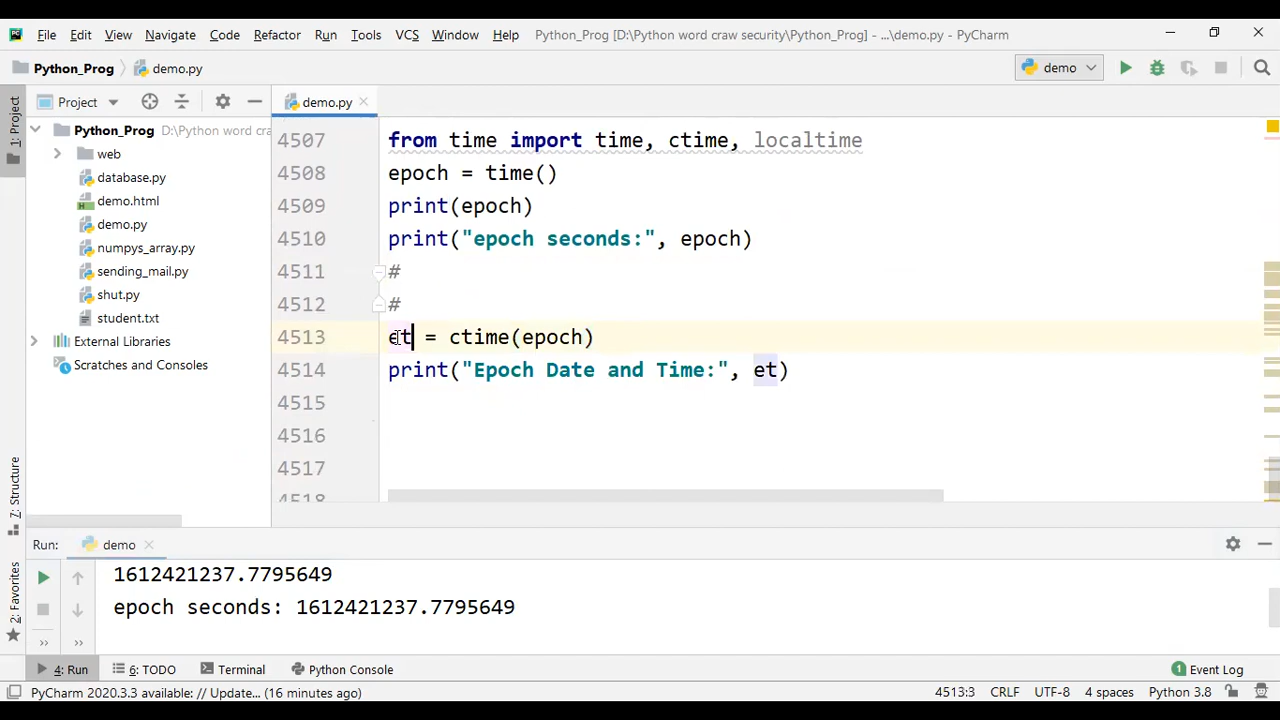 File Edit View Navigate Code Refactor Run Tools VCS Window Help Python_Prog [D:\Python word craw security\Python_Prog] - ...\demo.py - PyCharm
Python_Prog demo.py demo
1: Project
Project
demo.py
Python_Prog D:\Python word cra
web
database.py
demo.html
demo.py
numpys_array.py
sending_mail.py
shut.py
student.txt
External Libraries
Scratches and Consoles
4507 from time import time, ctime, localtime
4508 epoch = time()
4509 print(epoch)
4510 print("epoch seconds:", epoch)
4511 #
4512 #
4513 et = ctime(epoch)
4514 print("Epoch Date and Time:", et)
4515
4516
4517
4518
Z: Structure
2: Favorites
Run: demo
1612421237.7795649
epoch seconds: 1612421237.7795649
4: Run 6: TODO Terminal Python Console 1 Event Log
PyCharm 2020.3.3 available: // Update... (16 minutes ago) 4513:3 CRLF UTF-8 4 spaces Python 3.8